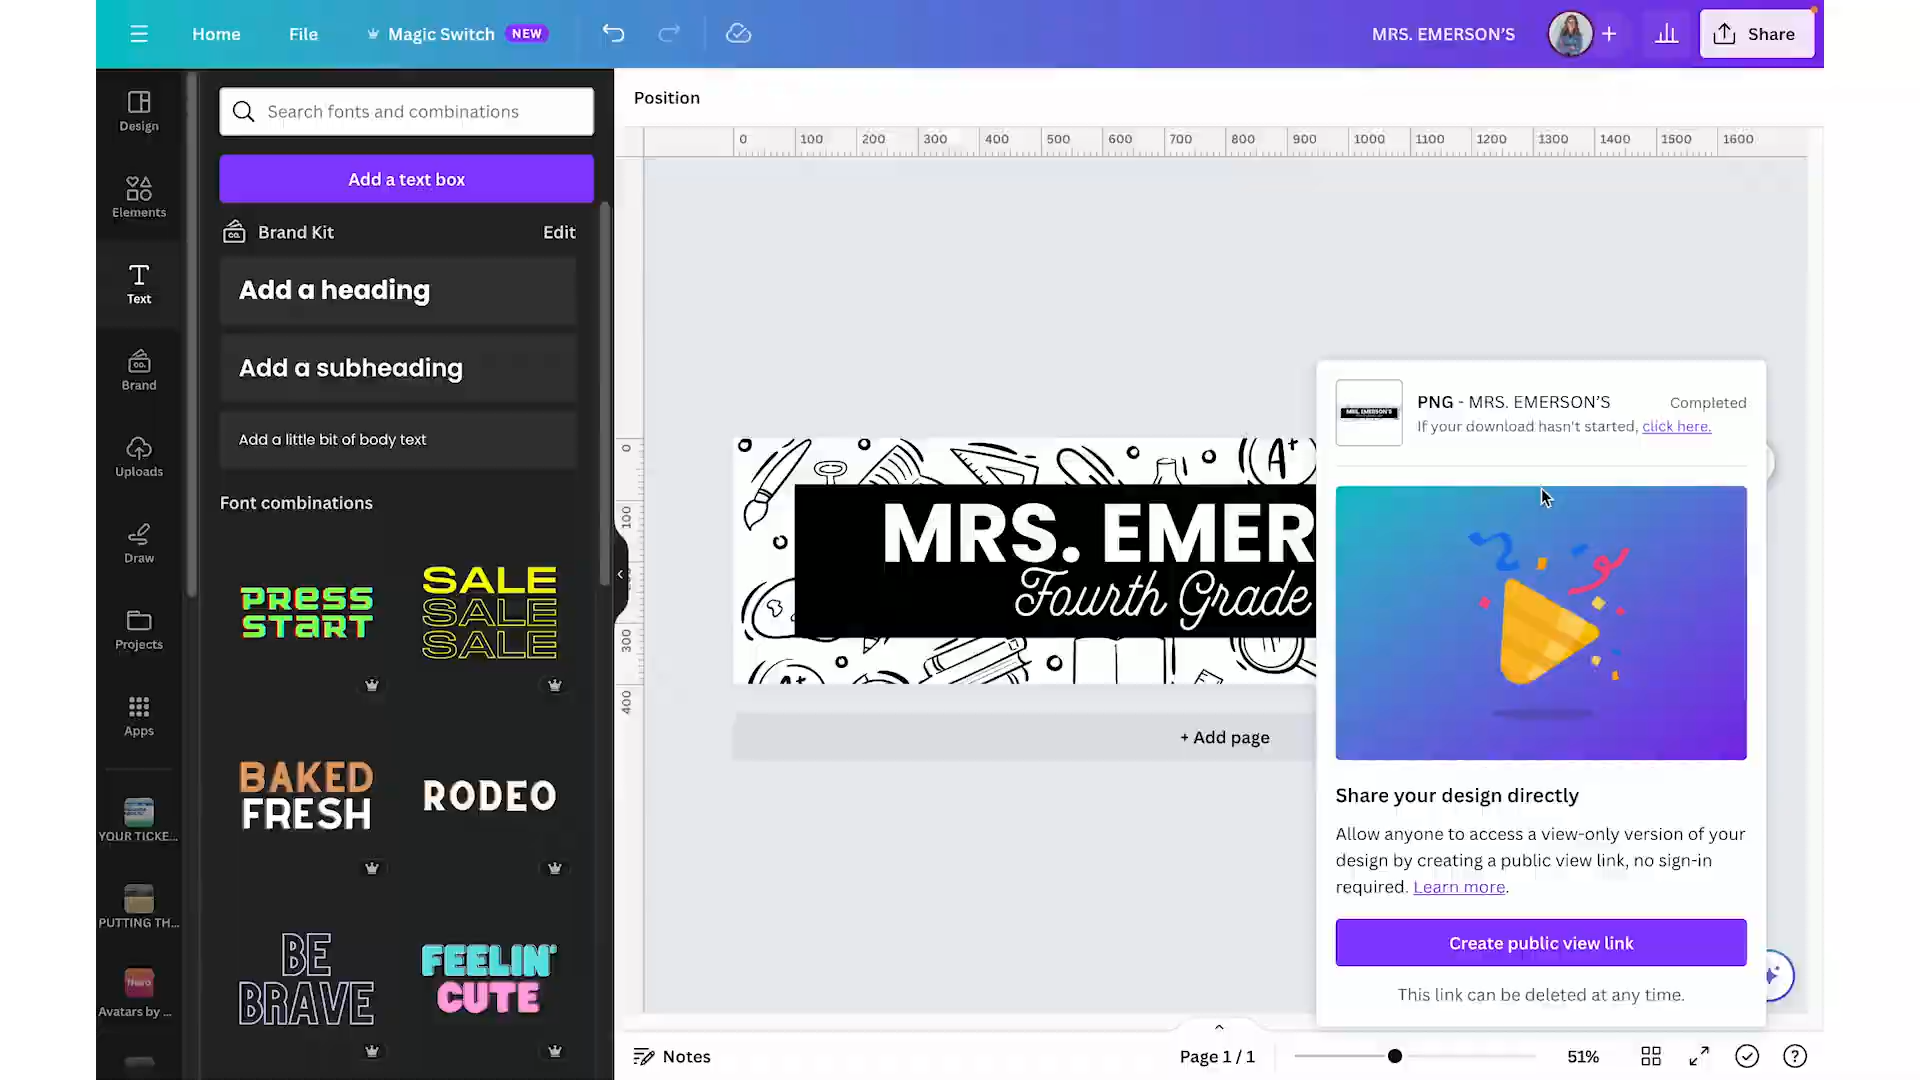 Home
File
Magic Switch
NEW
MRS. EMERSON'S
Share
Design
Elements
Text
Brand
Uploads
Draw
Projects
Apps
YOUR TICKE...
PUTTING TH...
Avatars by ...
Search fonts and combinations
Add a text box
Brand Kit
Edit
Add a heading
Add a subheading
Add a little bit of body text
Font combinations
PRESS
START
SALE
SALE
SALE
BAKED
FRESH
RODEO
BE
BRAVE
FEELIN'
CUTE
Position
0 100 200 300 400 500 600 700 800 900 1000 1100 1200 1300 1400 1500 1600
0
100
300
400
A+
MRS. EMER
Fourth Grade
+ Add page
PNG - MRS. EMERSON'S
Completed
If your download hasn't started, click here.
MRS. EMERSON'S
Share your design directly
Allow anyone to access a view-only version of your
design by creating a public view link, no sign-in
required. Learn more.
Create public view link
This link can be deleted at any time.
Notes
Page 1 / 1
51%